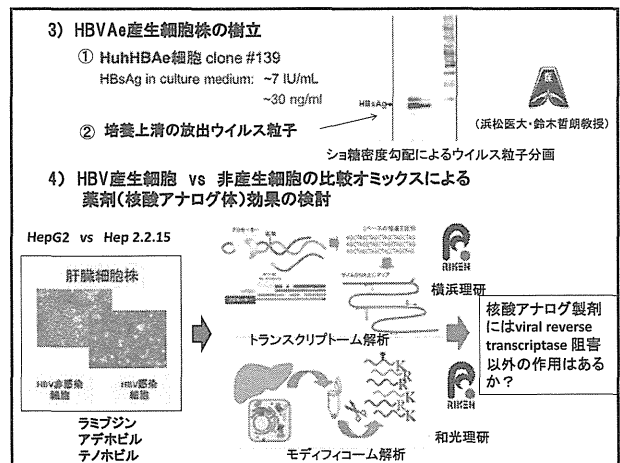 3) HBVAe産生細胞株の樹立
① HuhHBAe細胞 clone #139
HBsAg in culture medium: ~7 IU/mL
~30 ng/ml
HBsAg
② 培養上清の放出ウイルス粒子
(浜松医大・鈴木哲朗教授)
ショ糖密度勾配によるウイルス粒子分画
4) HBV産生細胞 vs 非産生細胞の比較オミックスによる
薬剤(核酸アナログ体)効果の検討
HepG2 vs Hep 2.2.15
肝臓細胞株
HBV非感染
細胞
HBV感染
細胞
ラミブジン
アデホビル
テノホビル
トランスクリプトーム解析
RIKEN
横浜理研
モディフィコーム解析
RIKEN
和光理研
核酸アナログ製剤
にはviral reverse
transcriptase 阻害
以外の作用はある
か?